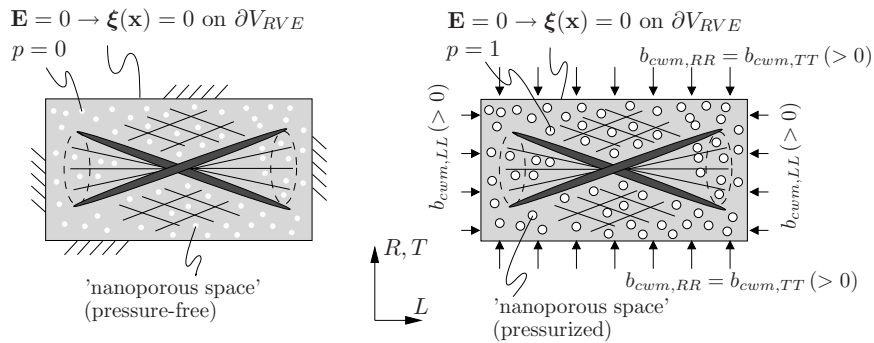 E = 0 → ξ(x) = 0 on ∂V_RVE
p = 0
'nanoporous space'
(pressure-free)
R, T
L
E = 0 → ξ(x) = 0 on ∂V_RVE
p = 1
b_cwm,RR = b_cwm,TT (> 0)
b_cwm,LL (> 0)
b_cwm,LL (> 0)
b_cwm,RR = b_cwm,TT (> 0)
'nanoporous space'
(pressurized)